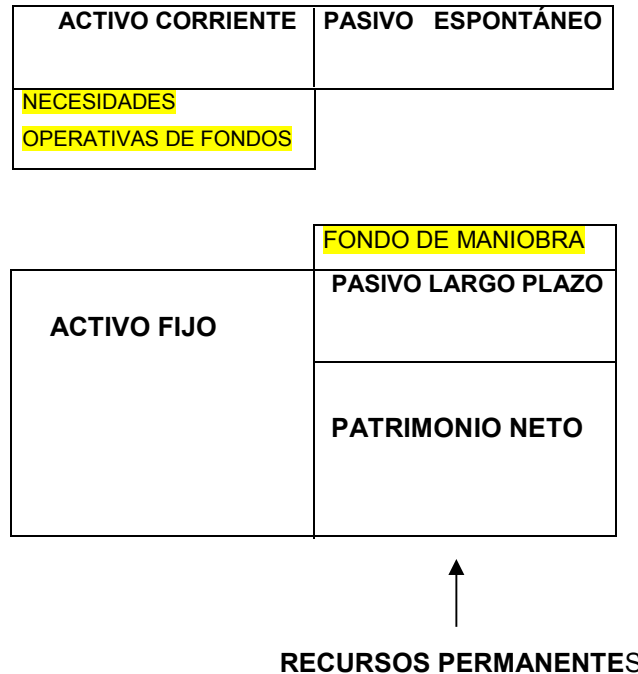 ACTIVO CORRIENTE
PASIVO ESPONTÁNEO
NECESIDADES
OPERATIVAS DE FONDOS
FONDO DE MANIOBRA
PASIVO LARGO PLAZO
ACTIVO FIJO
PATRIMONIO NETO
RECURSOS PERMANENTES